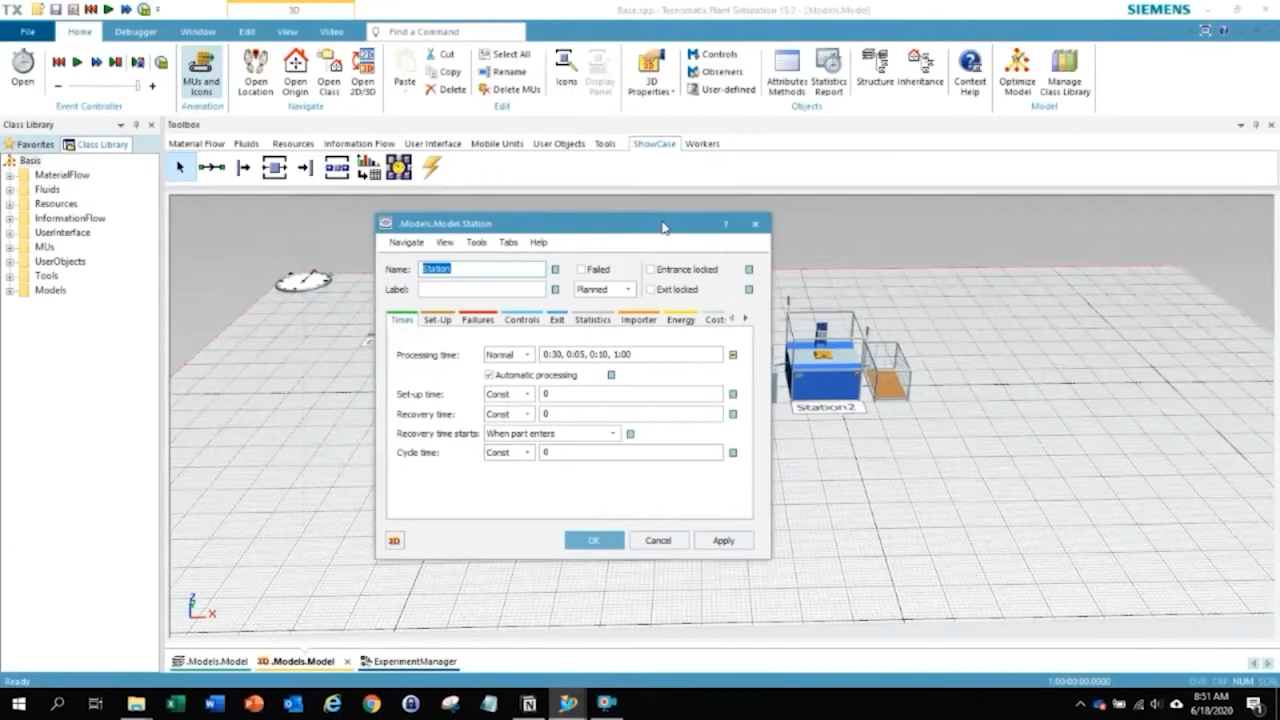 TX
3D
Base.spp - Tecnomatix Plant Simulation 15.2 - [Models.Model]
SIEMENS
File Home Debugger Window Edit View Video Find a Command
Open
MUs and Icons
Open Location
Open Origin
Open Class
Open 2D/3D
Paste
Cut
Copy
Delete
Select All
Rename
Delete MUs
Icons
Display Panel
3D Properties
Controls
Observers
User-defined
Attributes Methods
Statistics Report
Structure
Inheritance
Context Help
Optimize Model
Manage Class Library
Event Controller Animation Navigate Edit Objects Model
Class Library
Toolbox
Favorites Class Library
Material Flow Fluids Resources Information Flow User Interface Mobile Units User Objects Tools ShowCase Workers
Basis
MaterialFlow
Fluids
Resources
InformationFlow
UserInterface
MUs
UserObjects
Tools
Models
.Models.Model.Station
Navigate View Tools Tabs Help
Name: Station Failed Entrance locked
Label: Planned Exit locked
Times Set-Up Failures Controls Exit Statistics Importer Energy Cost
Processing time: Normal 0:30, 0:05, 0:10, 1:00
Automatic processing
Set-up time: Const 0
Recovery time: Const 0
Recovery time starts: When part enters
Cycle time: Const 0
3D OK Cancel Apply
Station2
Z
X
.Models.Model 3D .Models.Model ExperimentManager
Ready 1:00:00:00.0000 OVR CAP NUM SCRL
8:51 AM
6/18/2020